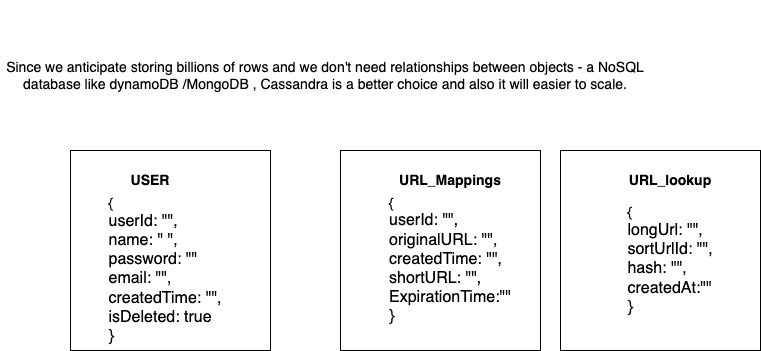 Since we anticipate storing billions of rows and we don't need relationships between objects - a NoSQL
database like dynamoDB /MongoDB , Cassandra is a better choice and also it will easier to scale.
USER
{
userId: "",
name: " ",
password: ""
email: "",
createdTime: "",
isDeleted: true
}
URL_Mappings
{
userId: "",
originalURL: "",
createdTime: "",
shortURL: "",
ExpirationTime:""
}
URL_lookup
{
longUrl: "",
sortUrlId: "",
hash: "",
createdAt:""
}